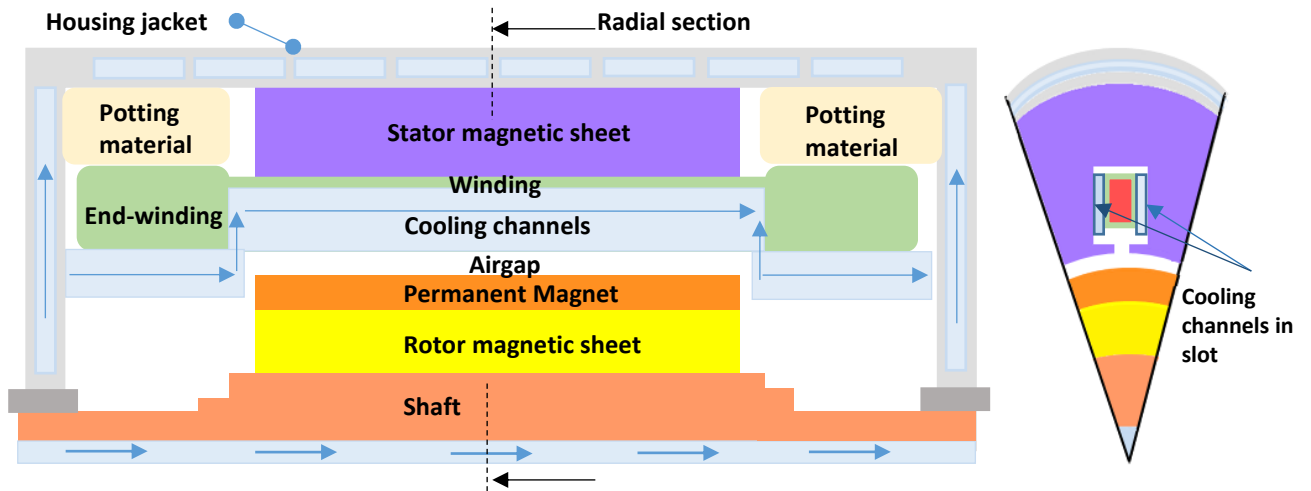 Housing jacket
Radial section
Potting
material
Stator magnetic sheet
Potting
material
Winding
End-winding
Cooling channels
Airgap
Permanent Magnet
Rotor magnetic sheet
Shaft
Cooling
channels in
slot